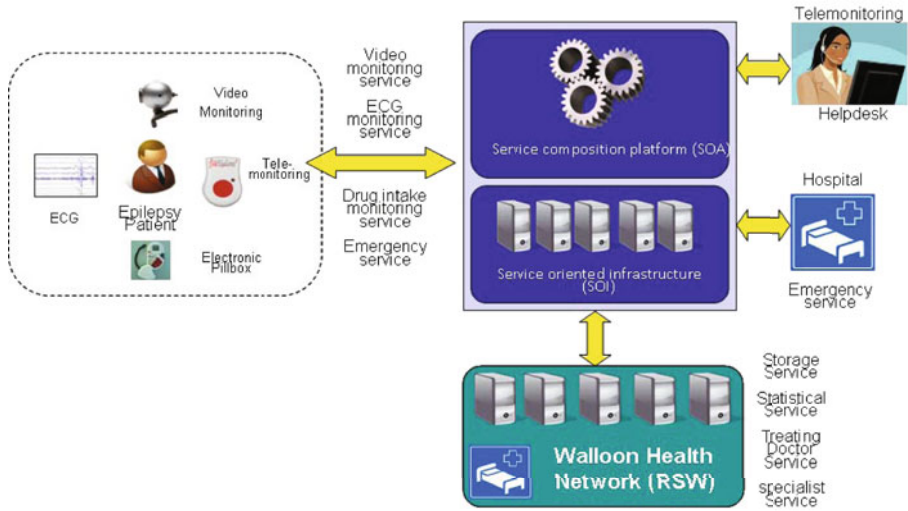 Video
Monitoring
ECG
Epilepsy
Patient
Tele-
monitoring
Electronic
Pillbox
Video
monitoring
service
ECG
monitoring
service
Drug intake
monitoring
service
Emergency
service
Service composition platform (SOA)
Service oriented infrastructure
(SOI)
Telemonitoring
Helpdesk
Hospital
Emergency
service
Walloon Health
Network (RSW)
Storage
Service
Statistical
Service
Treating
Doctor
Service
specialist
Service